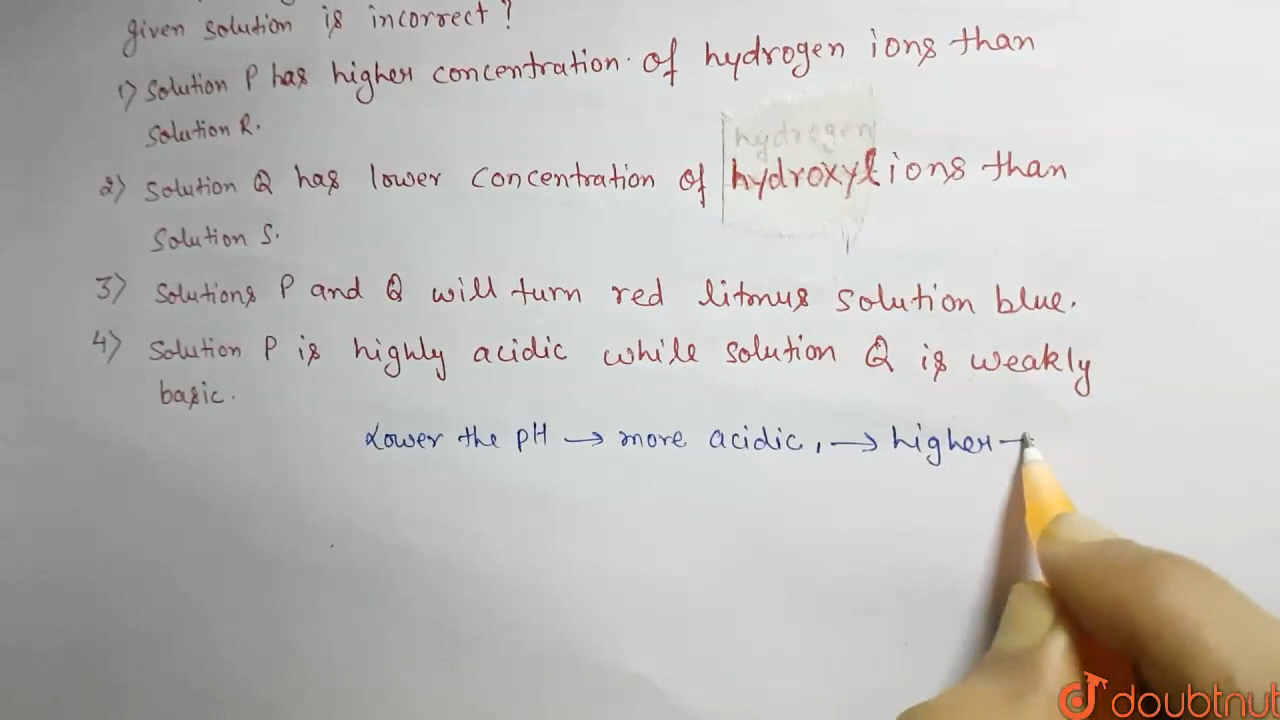 given solution is incorrect?
1) Solution P has higher concentration of hydrogen ions than
Solution R.
hydrogen
2) Solution Q has lower concentration of hydroxyl ions than
Solution S.
3) Solutions P and Q will turn red litmus solution blue.
4) Solution P is highly acidic while solution Q is weakly
basic.
Lower the pH → more acidic, → higher
doubtnut